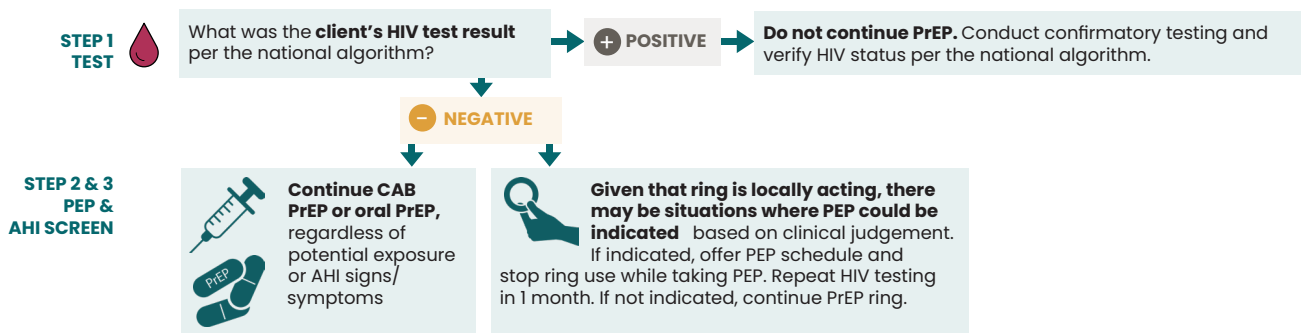 STEP 1
TEST
What was the client's HIV test result
per the national algorithm?
+ POSITIVE
Do not continue PrEP. Conduct confirmatory testing and
verify HIV status per the national algorithm.
− NEGATIVE
STEP 2 & 3
PEP &
AHI SCREEN
PrEP
Continue CAB
PrEP or oral PrEP,
regardless of
potential exposure
or AHI signs/
symptoms
Given that ring is locally acting, there
may be situations where PEP could be
indicated based on clinical judgement.
If indicated, offer PEP schedule and
stop ring use while taking PEP. Repeat HIV testing
in 1 month. If not indicated, continue PrEP ring.